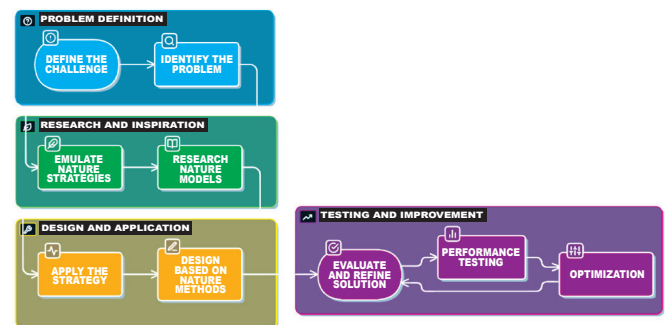 PROBLEM DEFINITION
DEFINE THE
CHALLENGE
IDENTIFY THE
PROBLEM
RESEARCH AND INSPIRATION
EMULATE
NATURE
STRATEGIES
RESEARCH
NATURE
MODELS
DESIGN AND APPLICATION
APPLY THE
STRATEGY
DESIGN
BASED ON
NATURE
METHODS
TESTING AND IMPROVEMENT
EVALUATE
AND REFINE
SOLUTION
PERFORMANCE
TESTING
OPTIMIZATION